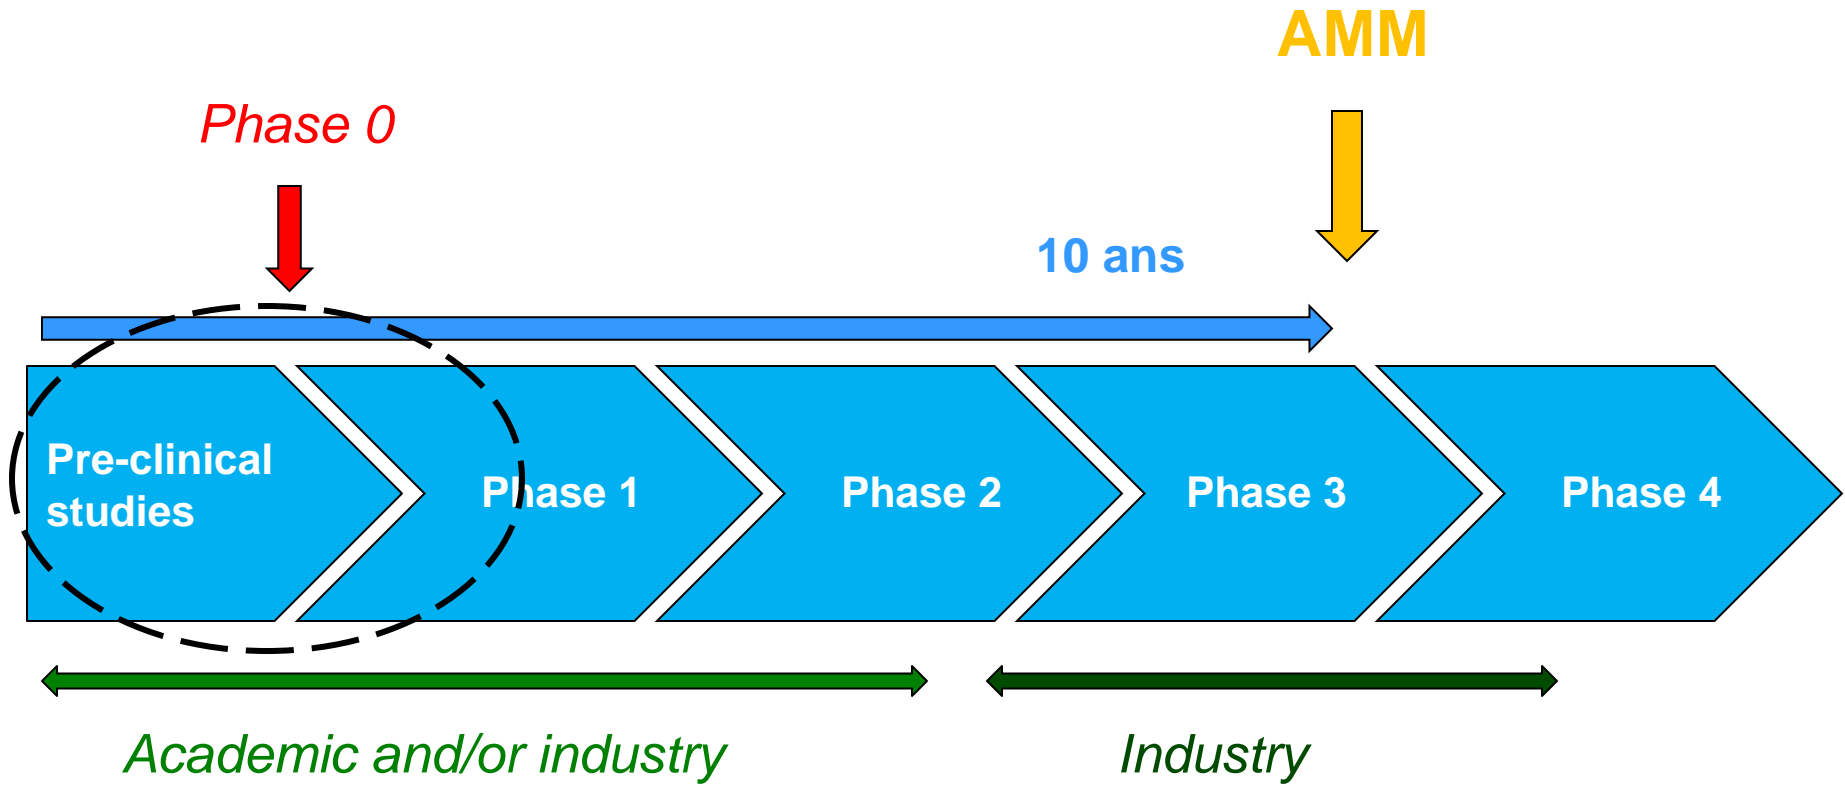 AMM
Phase 0
10 ans
Pre-clinical
studies
Phase 1
Phase 2
Phase 3
Phase 4
Academic and/or industry
Industry